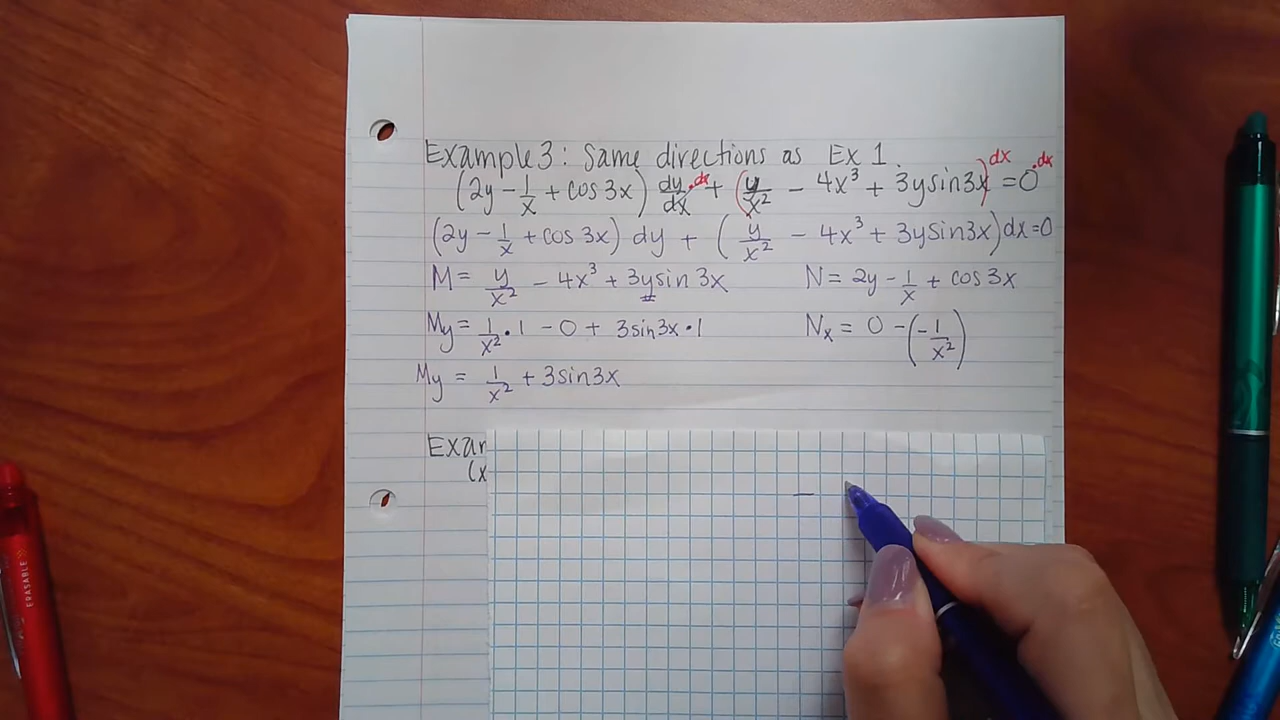 Example 3: Same directions as Ex 1.
(2y - 1/x + cos 3x) dy/dx · dx + (y/x² - 4x³ + 3y sin 3x) dx = 0 · dx
(2y - 1/x + cos 3x) dy + (y/x² - 4x³ + 3y sin 3x) dx = 0
M = y/x² - 4x³ + 3y sin 3x N = 2y - 1/x + cos 3x
My = 1/x² · 1 - 0 + 3 sin 3x · 1 Nx = 0 - (-1/x²)
My = 1/x² + 3 sin 3x
Exam
(x
—
ERASABLE